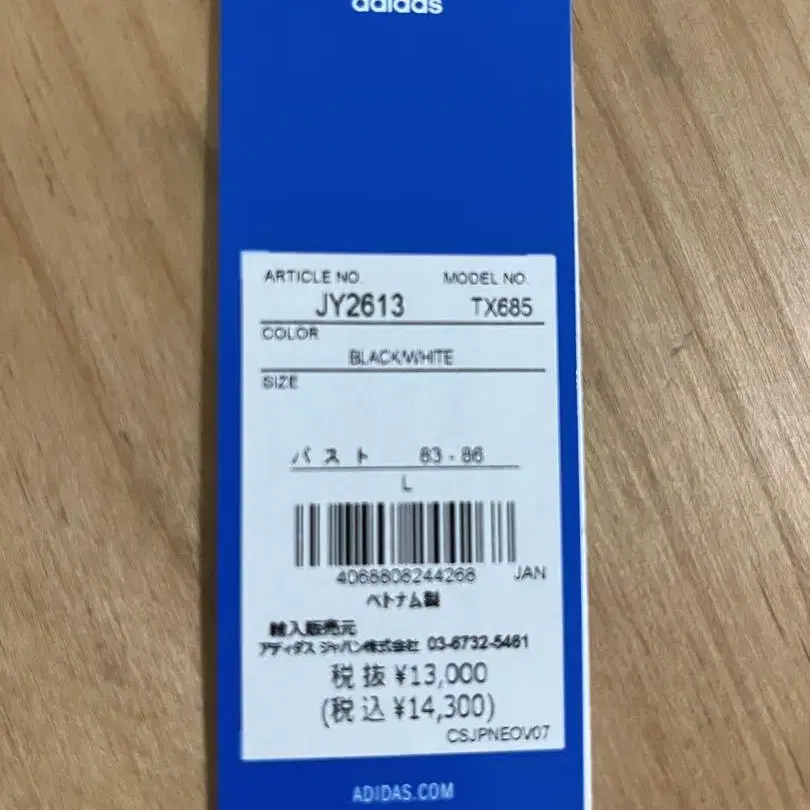 adidas
ARTICLE NO. MODEL NO.
JY2613 TX685
COLOR
BLACK/WHITE
SIZE
バスト 83 - 86
L
4068808244268 JAN
ベトナム製
輸入販売元
アディダス ジャパン株式会社 03-6732-5461
税抜 ¥13,000
(税込 ¥14,300)
CSJPNEOV07
ADIDAS.COM